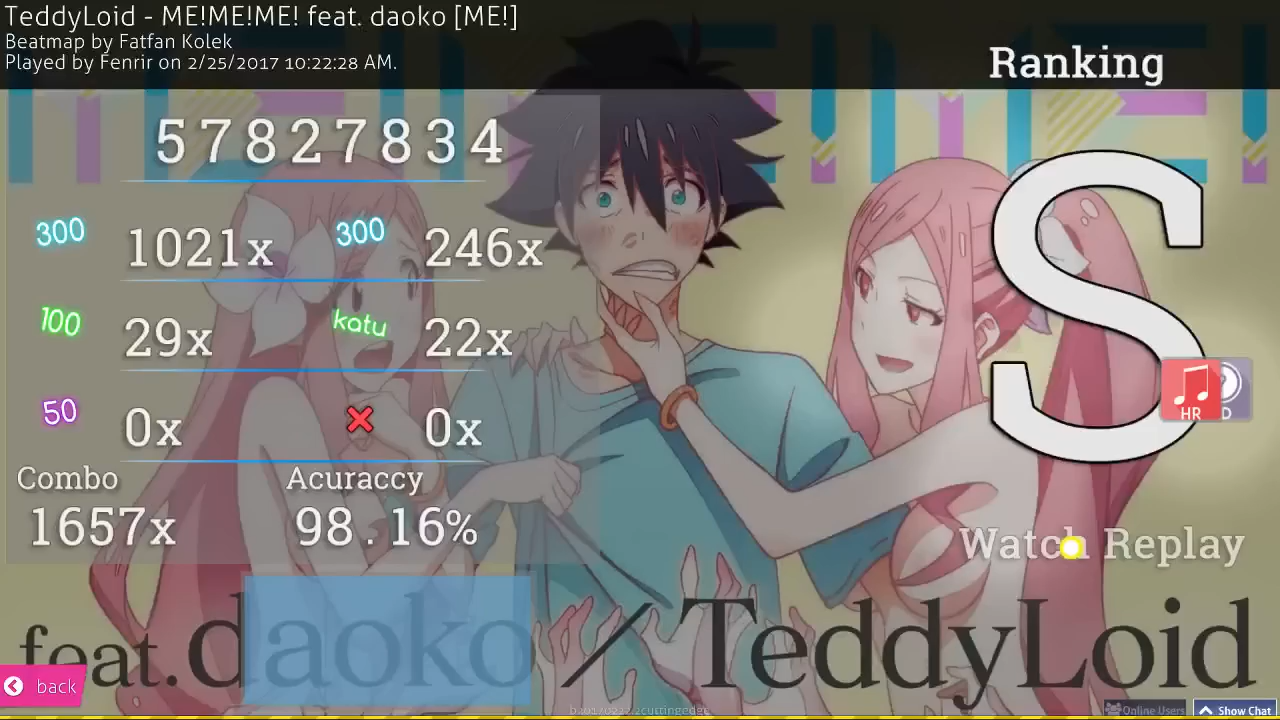 TeddyLoid - ME!ME!ME! feat. daoko [ME!]
Beatmap by Fatfan Kolek
Played by Fenrir on 2/25/2017 10:22:28 AM.
Ranking
57827834
300 1021x 300 246x
100 29x katu 22x
50 0x 0x
Combo Acuraccy
1657x 98.16%
S
HR D
Watch Replay
feat.daoko / TeddyLoid
back
Online Users Show Chat